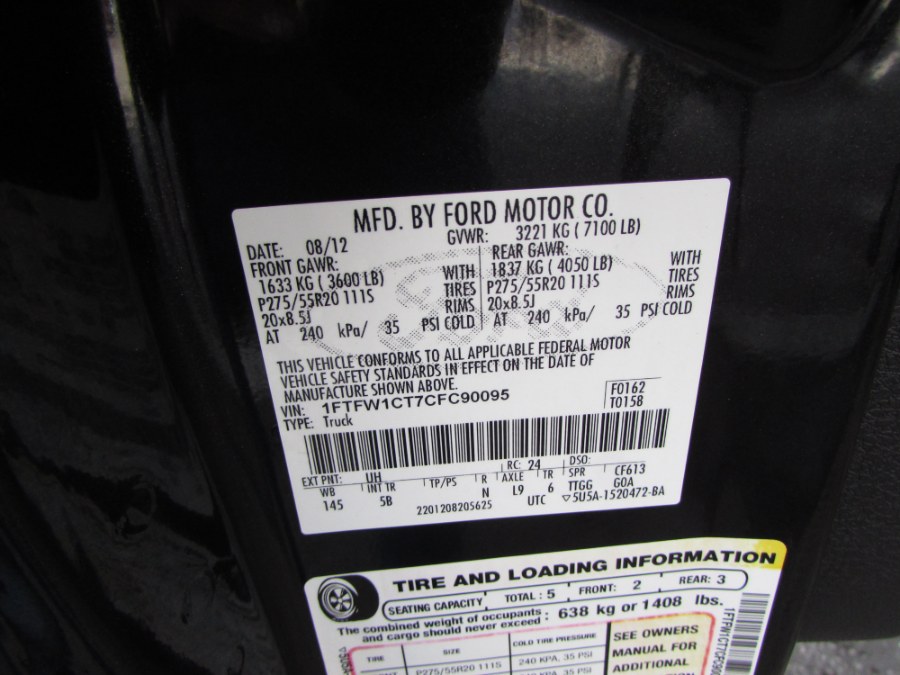 MFD. BY FORD MOTOR CO.
DATE: 08/12 GVWR: 3221 KG ( 7100 LB)
FRONT GAWR: REAR GAWR:
1633 KG ( 3600 LB) WITH 1837 KG ( 4050 LB) WITH
P275/55R20 111S TIRES P275/55R20 111S TIRES
20x8.5J RIMS 20x8.5J RIMS
AT 240 kPa/ 35 PSI COLD AT 240 kPa/ 35 PSI COLD
THIS VEHICLE CONFORMS TO ALL APPLICABLE FEDERAL MOTOR
VEHICLE SAFETY STANDARDS IN EFFECT ON THE DATE OF
MANUFACTURE SHOWN ABOVE.
VIN: 1FTFW1CT7CFC90095 F0162
TYPE: Truck T015B
EXT PNT: UH RC: 24 DSO:
WB INT TR TP/PS R AXLE TR SPR CF613
145 5B N L9 6 TTGG GOA
2201208205625 UTC ▽5U5A-1520472-BA
TIRE AND LOADING INFORMATION
SEATING CAPACITY TOTAL : 5 FRONT: 2 REAR: 3
The combined weight of occupants : 638 kg or 1408 lbs.
and cargo should never exceed :
TIRE SIZE COLD TIRE PRESSURE SEE OWNERS
P275/55R20 111S 240 KPA, 35 PSI MANUAL FOR
ADDITIONAL